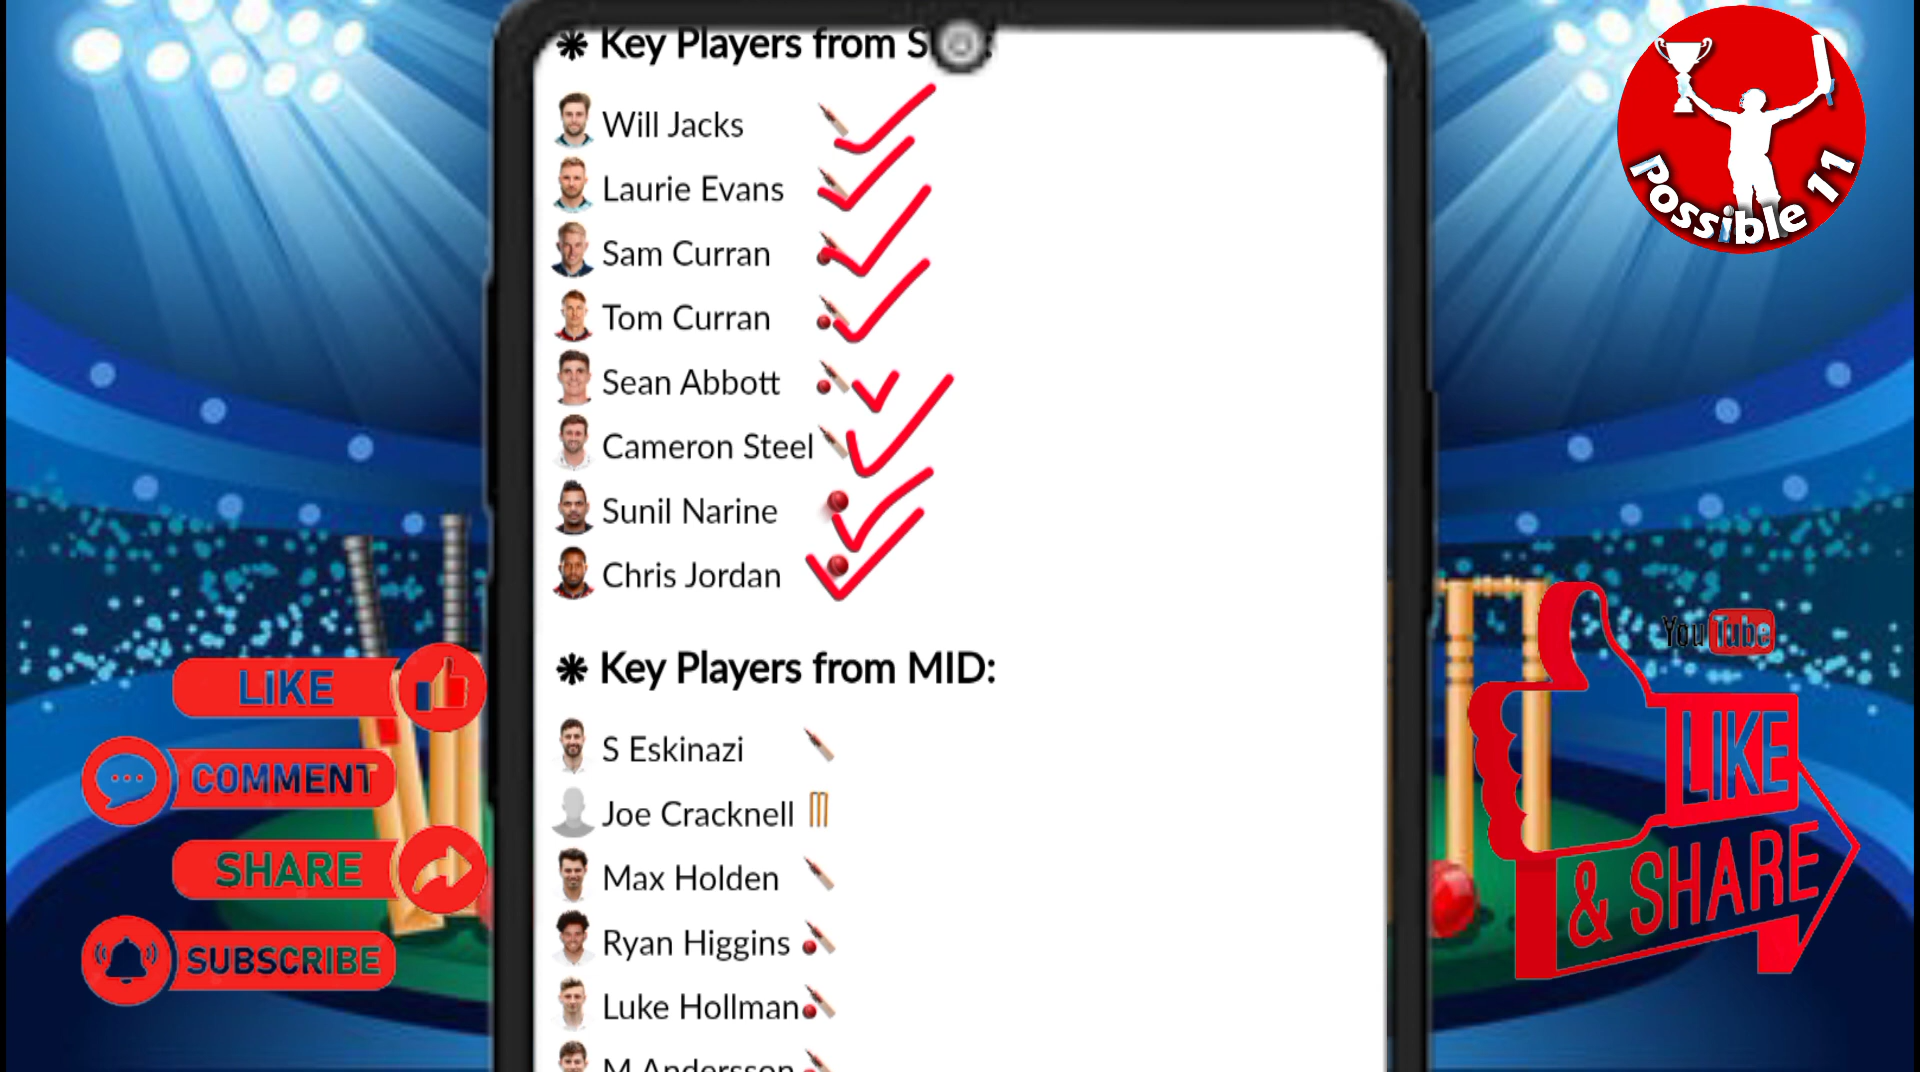 Key Players from S
Will Jacks
Laurie Evans
Sam Curran
Tom Curran
Sean Abbott
Cameron Steel
Sunil Narine
Chris Jordan
Key Players from MID:
S Eskinazi
Joe Cracknell
Max Holden
Ryan Higgins
Luke Hollman
M Andersson
Possible 11
LIKE
COMMENT
SHARE
SUBSCRIBE
YouTube
LIKE
& SHARE